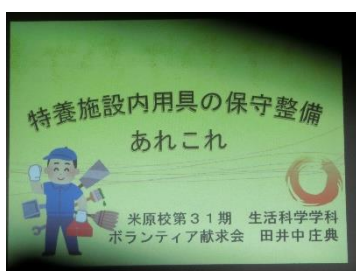 特養施設内用具の保守整備
あれこれ
米原校第31期 生活科学学科
ボランティア献求会 田井中庄典